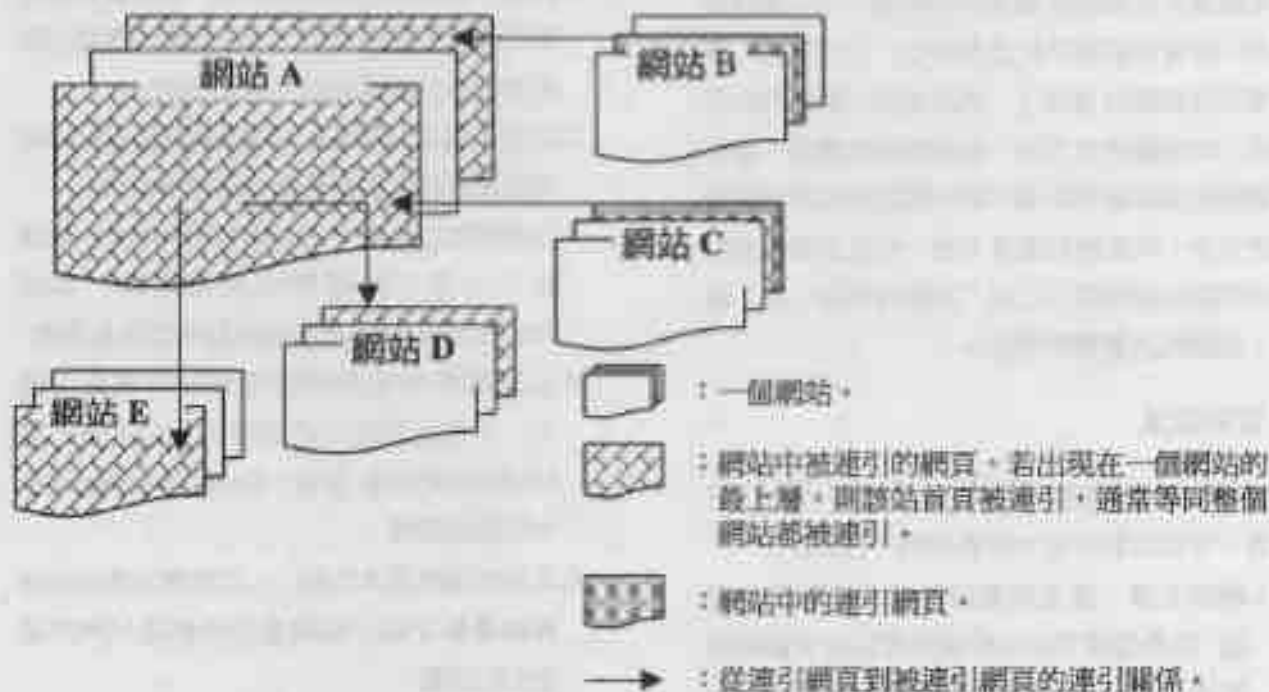 網站 A
網站 B
網站 C
網站 D
網站 E
：一個網站。
：網站中被連引的網頁。若出現在一個網站的
最上層，則該站首頁被連引，通常等同整個
網站都被連引。
：網站中的連引網頁。
：從連引網頁到被連引網頁的連引關係。